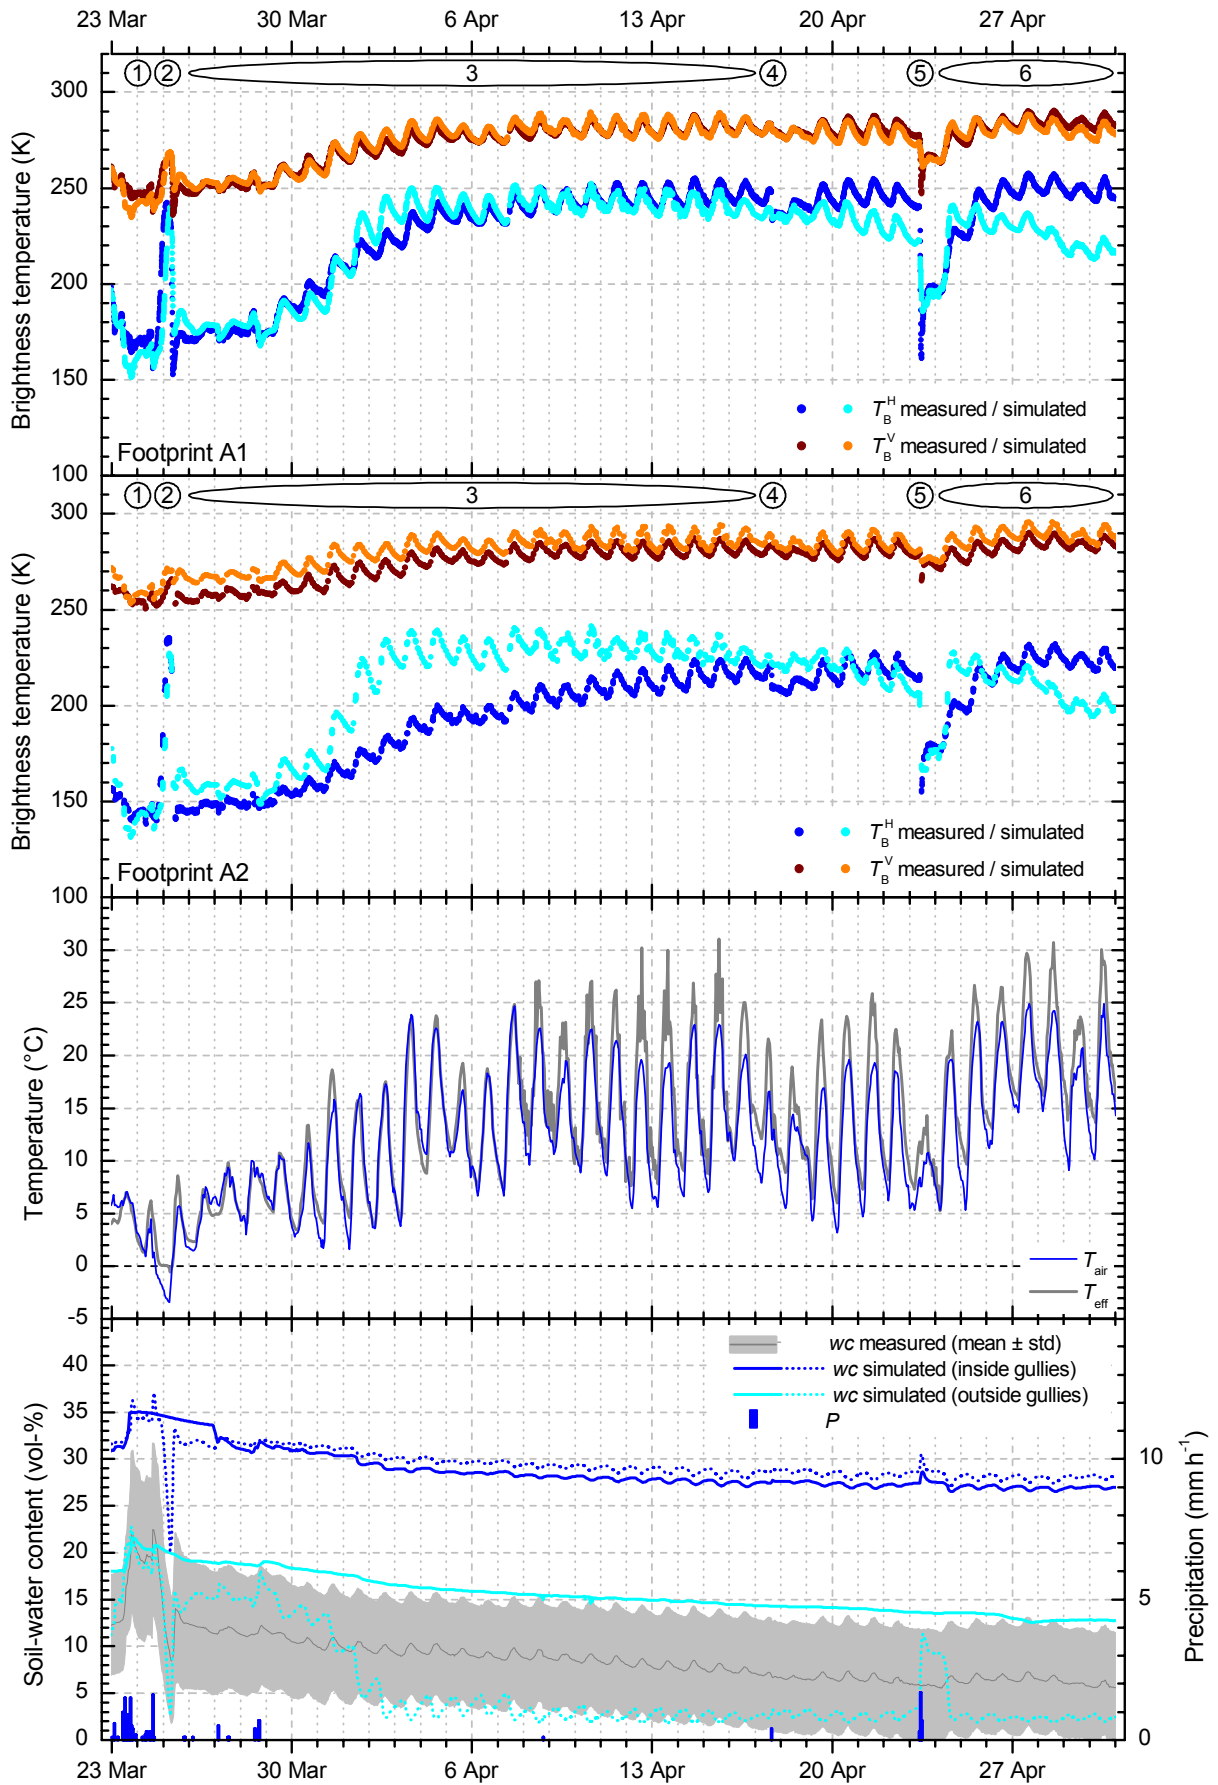 23 Mar 30 Mar 6 Apr 13 Apr 20 Apr 27 Apr
1 2 3 4 5 6
300
250
200
150
100
Brightness temperature (K)
T_B^H measured / simulated
T_B^V measured / simulated
Footprint A1
1 2 3 4 5 6
300
250
200
150
100
Brightness temperature (K)
T_B^H measured / simulated
T_B^V measured / simulated
Footprint A2
30
25
20
15
10
5
0
-5
Temperature (°C)
T_air
T_eff
40
35
30
25
20
15
10
5
0
Soil-water content (vol-%)
wc measured (mean ± std)
wc simulated (inside gullies)
wc simulated (outside gullies)
P
10
5
0
Precipitation (mm h⁻¹)
23 Mar 30 Mar 6 Apr 13 Apr 20 Apr 27 Apr